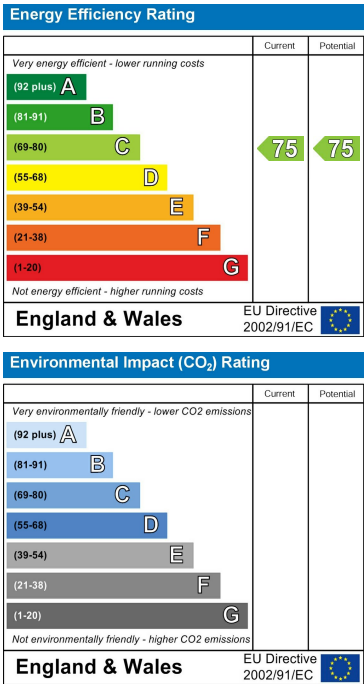 Energy Efficiency Rating
Current Potential
Very energy efficient - lower running costs
(92 plus) A
(81-91) B
(69-80) C 75 75
(55-68) D
(39-54) E
(21-38) F
(1-20) G
Not energy efficient - higher running costs
England & Wales EU Directive
2002/91/EC
Environmental Impact (CO₂) Rating
Current Potential
Very environmentally friendly - lower CO2 emissions
(92 plus) A
(81-91) B
(69-80) C
(55-68) D
(39-54) E
(21-38) F
(1-20) G
Not environmentally friendly - higher CO2 emissions
England & Wales EU Directive
2002/91/EC